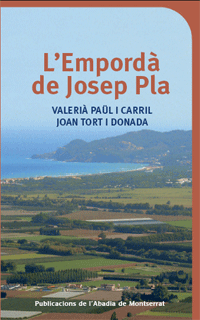 L'Empordà
de Josep Pla
VALERIÀ PAÜL I CARRIL
JOAN TORT I DONADA
Publicacions de l'Abadia de Montserrat